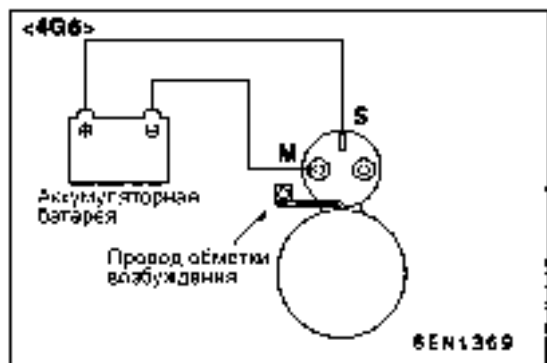 <4G6>
⊕ ⊖
S
M
Аккумуляторная
батарея
Провод обмотки
возбуждения
6EN1369